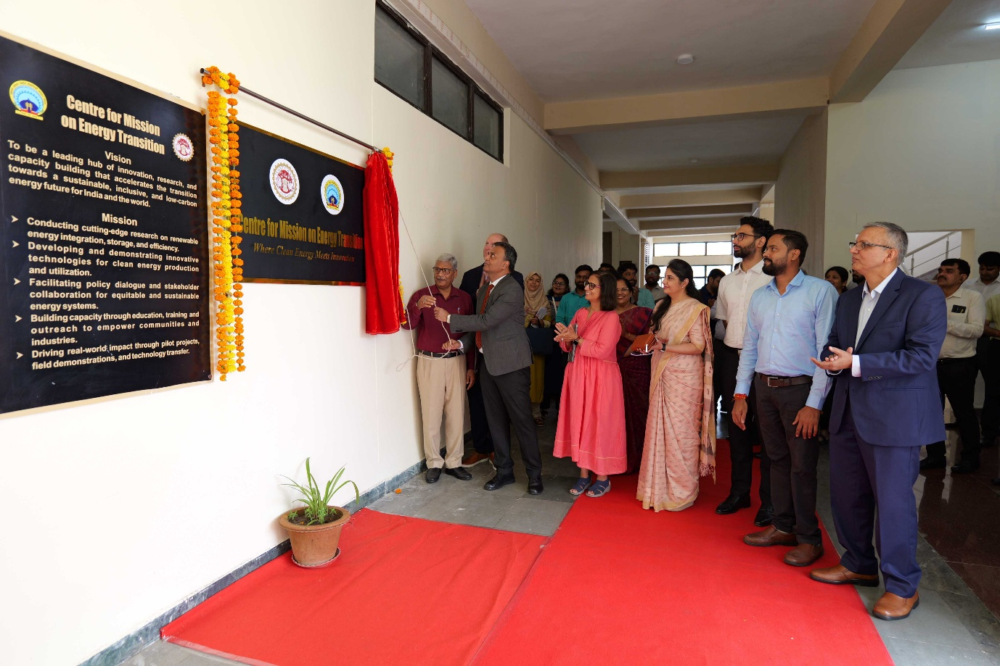 Centre for Mission
on Energy Transition
Vision
To be a leading hub of innovation, research, and
capacity building that accelerates the transition
towards a sustainable, inclusive, and low-carbon
energy future for India and the world.
Mission
➤ Conducting cutting-edge research on renewable
energy integration, storage, and efficiency.
➤ Developing and demonstrating innovative
technologies for clean energy production
and utilization.
➤ Facilitating policy dialogue and stakeholder
collaboration for equitable and sustainable
energy systems.
➤ Building capacity through education, training and
outreach to empower communities and
industries.
➤ Driving real-world impact through pilot projects,
field demonstrations, and technology transfer.
Centre for Mission on Energy Transition
Where Clean Energy Meets Innovation